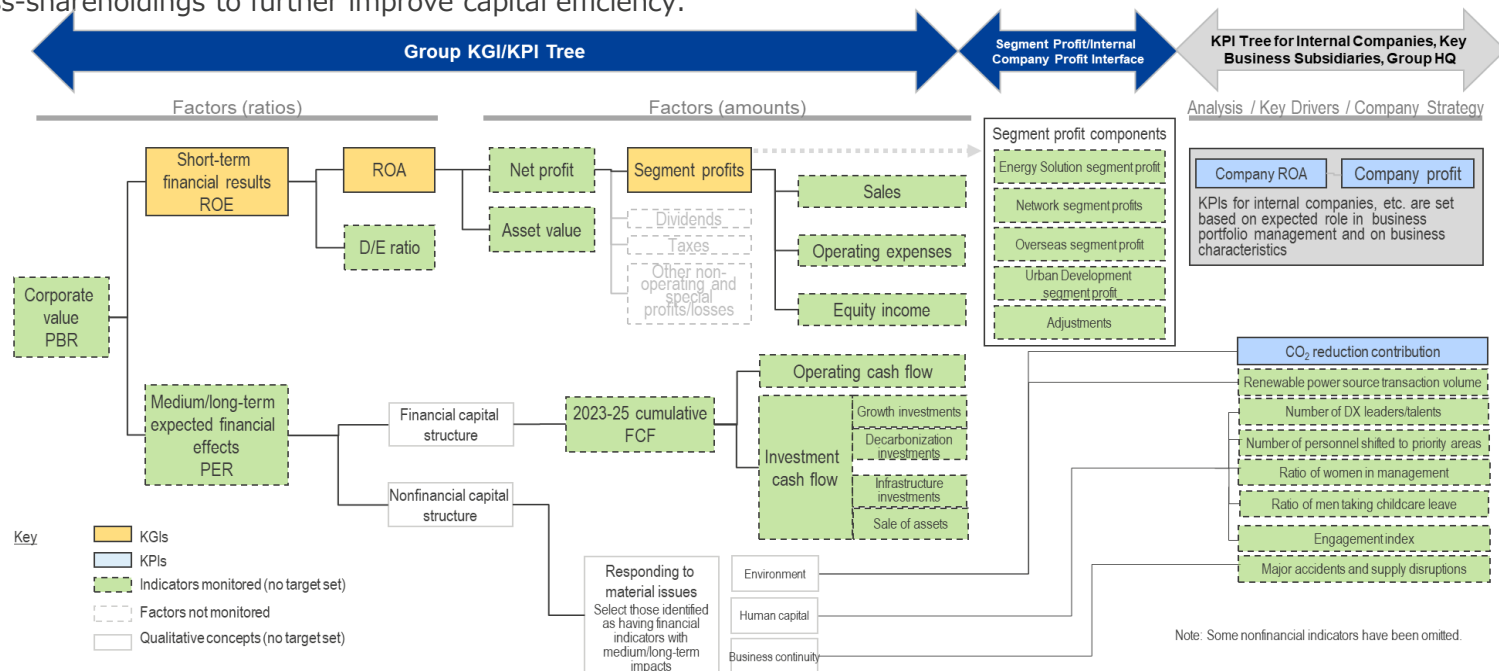 ss-shareholdings to further improve capital efficiency.
Group KGI/KPI Tree
Segment Profit/Internal
Company Profit Interface
KPI Tree for Internal Companies, Key
Business Subsidiaries, Group HQ
Factors (ratios)
Factors (amounts)
Analysis / Key Drivers / Company Strategy
Corporate
value
PBR
Short-term
financial results
ROE
ROA
D/E ratio
Net profit
Asset value
Segment profits
Dividends
Taxes
Other non-
operating and
special
profits/losses
Sales
Operating expenses
Equity income
Segment profit components
Energy Solution segment profit
Network segment profits
Overseas segment profit
Urban Development
segment profit
Adjustments
Company ROA
Company profit
KPIs for internal companies, etc. are set
based on expected role in business
portfolio management and on business
characteristics
Medium/long-term
expected financial
effects
PER
Financial capital
structure
Nonfinancial capital
structure
2023-25 cumulative
FCF
Operating cash flow
Investment
cash flow
Growth investments
Decarbonization
investments
Infrastructure
investments
Sale of assets
Responding to
material issues
Select those identified
as having financial
indicators with
medium/long-term
impacts
Environment
Human capital
Business continuity
CO₂ reduction contribution
Renewable power source transaction volume
Number of DX leaders/talents
Number of personnel shifted to priority areas
Ratio of women in management
Ratio of men taking childcare leave
Engagement index
Major accidents and supply disruptions
Key
KGIs
KPIs
Indicators monitored (no target set)
Factors not monitored
Qualitative concepts (no target set)
Note: Some nonfinancial indicators have been omitted.